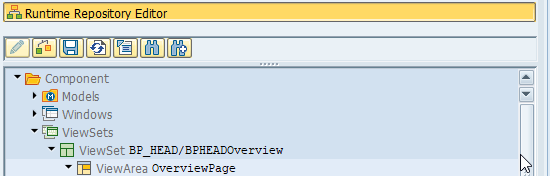 Runtime Repository Editor
Component
Models
Windows
ViewSets
ViewSet BP_HEAD/BPHEADOverview
ViewArea OverviewPage